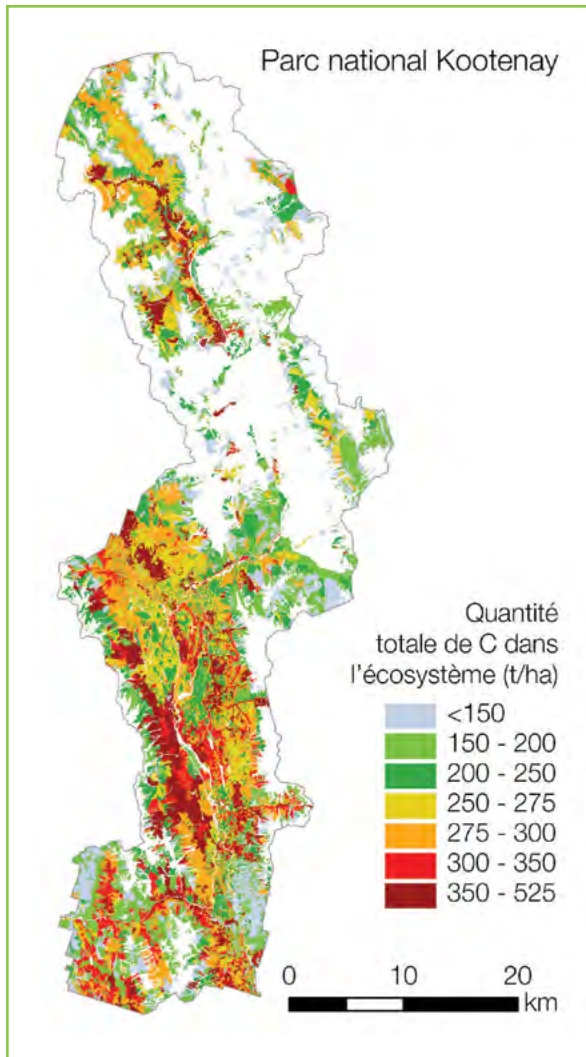 Parc national Kootenay
Quantité
totale de C dans
l'écosystème (t/ha)
<150
150 - 200
200 - 250
250 - 275
275 - 300
300 - 350
350 - 525
0 10 20
km